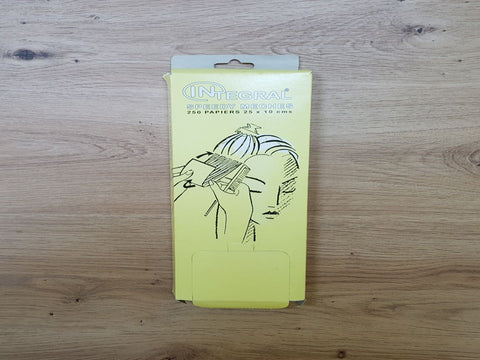 INTEGRAL®
SPEEDY MECHES
250 PAPIERS 25 x 10 cms